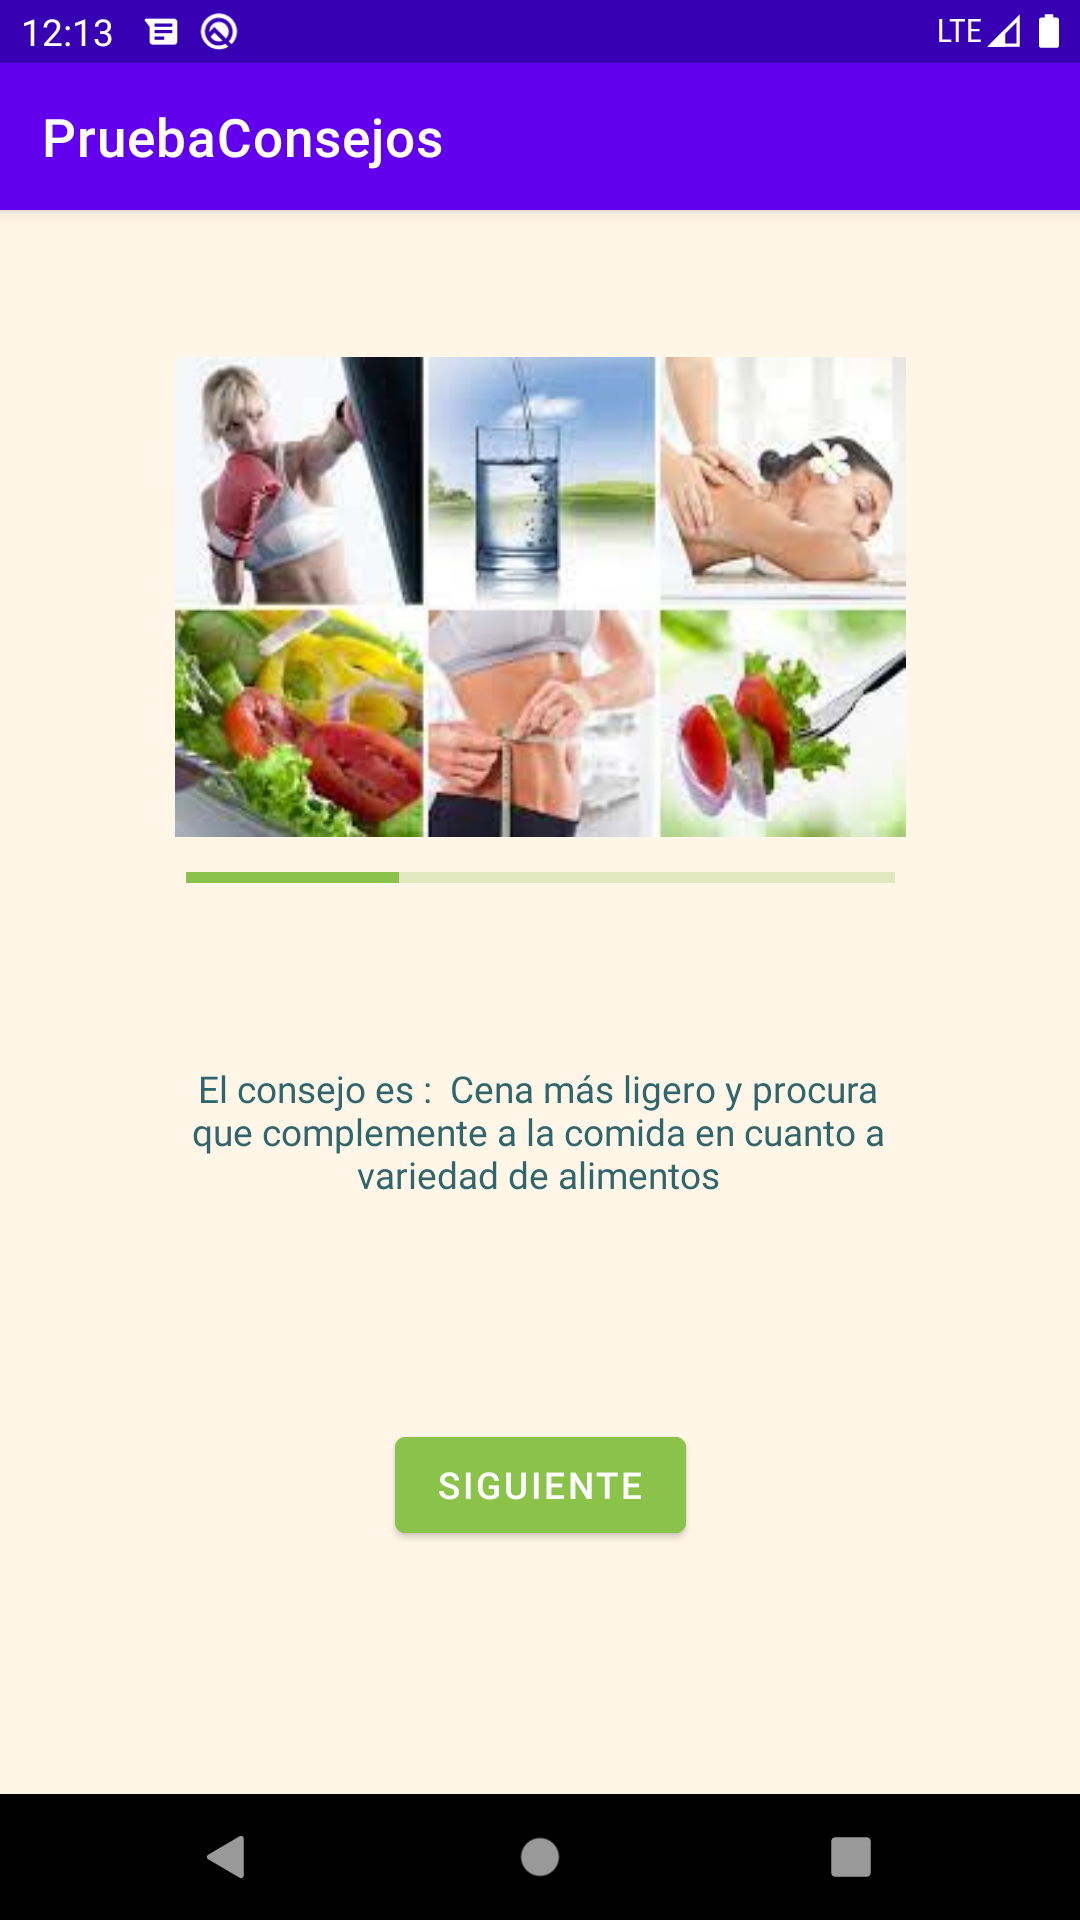 12:13
LTE
PruebaConsejos
El consejo es :  Cena más ligero y procura
que complemente a la comida en cuanto a
variedad de alimentos
SIGUIENTE